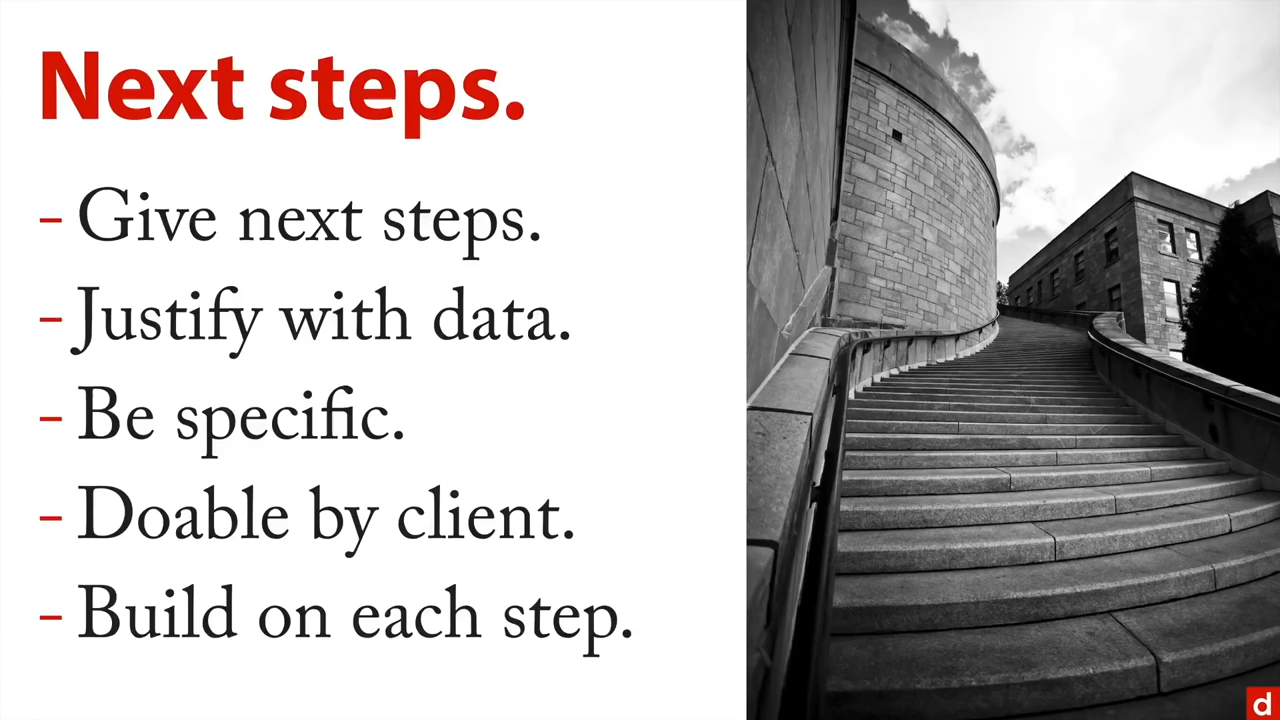 Next steps.
- Give next steps.
- Justify with data.
- Be specific.
- Doable by client.
- Build on each step.
d